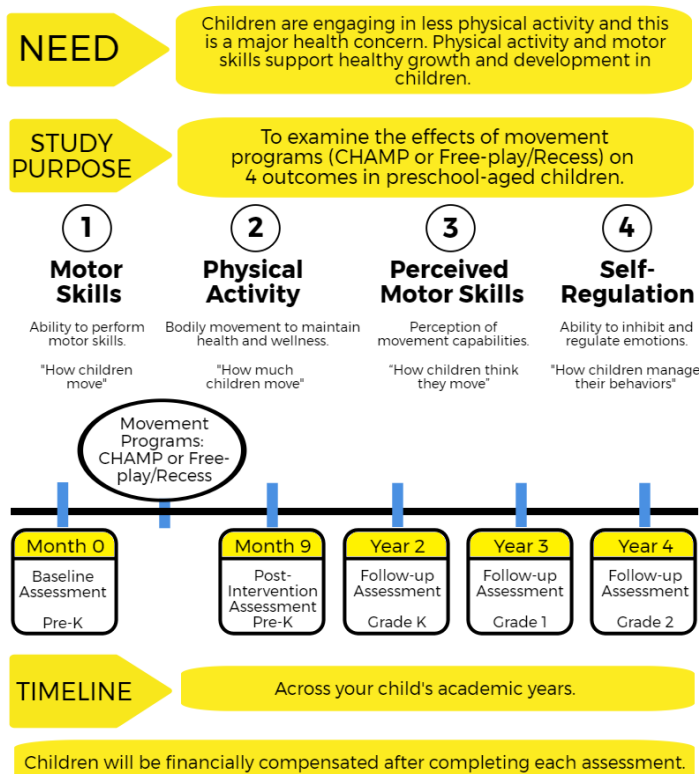 NEED
Children are engaging in less physical activity and this
is a major health concern. Physical activity and motor
skills support healthy growth and development in
children.
STUDY
PURPOSE
To examine the effects of movement
programs (CHAMP or Free-play/Recess) on
4 outcomes in preschool-aged children.
1
Motor
Skills
Ability to perform
motor skills.
"How children
move"
2
Physical
Activity
Bodily movement to maintain
health and wellness.
"How much
children move"
3
Perceived
Motor Skills
Perception of
movement capabilities.
“How children think
they move”
4
Self-
Regulation
Ability to inhibit and
regulate emotions.
"How children manage
their behaviors"
Movement
Programs:
CHAMP or Free-
play/Recess
Month 0
Baseline
Assessment
Pre-K
Month 9
Post-
Intervention
Assessment
Pre-K
Year 2
Follow-up
Assessment
Grade K
Year 3
Follow-up
Assessment
Grade 1
Year 4
Follow-up
Assessment
Grade 2
TIMELINE
Across your child's academic years.
Children will be financially compensated after completing each assessment.